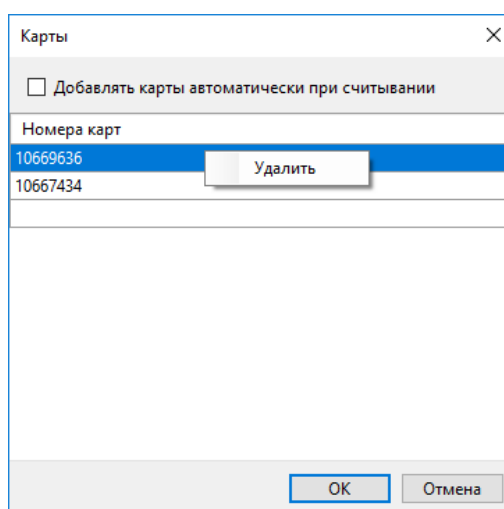 Карты
Добавлять карты автоматически при считывании
Номера карт
10669636
Удалить
10667434
OK
Отмена